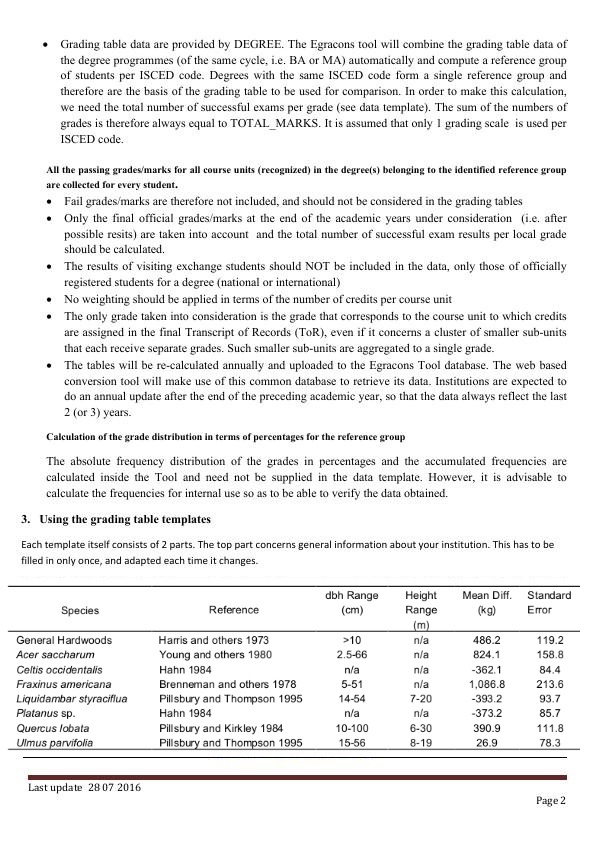 • Grading table data are provided by DEGREE. The Egracons tool will combine the grading table data of
the degree programmes (of the same cycle, i.e. BA or MA) automatically and compute a reference group
of students per ISCED code. Degrees with the same ISCED code form a single reference group and
therefore are the basis of the grading table to be used for comparison. In order to make this calculation,
we need the total number of successful exams per grade (see data template). The sum of the numbers of
grades is therefore always equal to TOTAL_MARKS. It is assumed that only 1 grading scale is used per
ISCED code.
All the passing grades/marks for all course units (recognized) in the degree(s) belonging to the identified reference group
are collected for every student.
• Fail grades/marks are therefore not included, and should not be considered in the grading tables
• Only the final official grades/marks at the end of the academic years under consideration (i.e. after
possible resits) are taken into account and the total number of successful exam results per local grade
should be calculated.
• The results of visiting exchange students should NOT be included in the data, only those of officially
registered students for a degree (national or international)
• No weighting should be applied in terms of the number of credits per course unit
• The only grade taken into consideration is the grade that corresponds to the course unit to which credits
are assigned in the final Transcript of Records (ToR), even if it concerns a cluster of smaller sub-units
that each receive separate grades. Such smaller sub-units are aggregated to a single grade.
• The tables will be re-calculated annually and uploaded to the Egracons Tool database. The web based
conversion tool will make use of this common database to retrieve its data. Institutions are expected to
do an annual update after the end of the preceding academic year, so that the data always reflect the last
2 (or 3) years.
Calculation of the grade distribution in terms of percentages for the reference group
The absolute frequency distribution of the grades in percentages and the accumulated frequencies are
calculated inside the Tool and need not be supplied in the data template. However, it is advisable to
calculate the frequencies for internal use so as to be able to verify the data obtained.
3. Using the grading table templates
Each template itself consists of 2 parts. The top part concerns general information about your institution. This has to be
filled in only once, and adapted each time it changes.
Species Reference dbh Range (cm) Height Range (m) Mean Diff. (kg) Standard Error
General Hardwoods Harris and others 1973 >10 n/a 486.2 119.2
Acer saccharum Young and others 1980 2.5-66 n/a 824.1 158.8
Celtis occidentalis Hahn 1984 n/a n/a -362.1 84.4
Fraxinus americana Brenneman and others 1978 5-51 n/a 1,086.8 213.6
Liquidambar styraciflua Pillsbury and Thompson 1995 14-54 7-20 -393.2 93.7
Platanus sp. Hahn 1984 n/a n/a -373.2 85.7
Quercus lobata Pillsbury and Kirkley 1984 10-100 6-30 390.9 111.8
Ulmus parvifolia Pillsbury and Thompson 1995 15-56 8-19 26.9 78.3
Last update 28 07 2016
Page 2